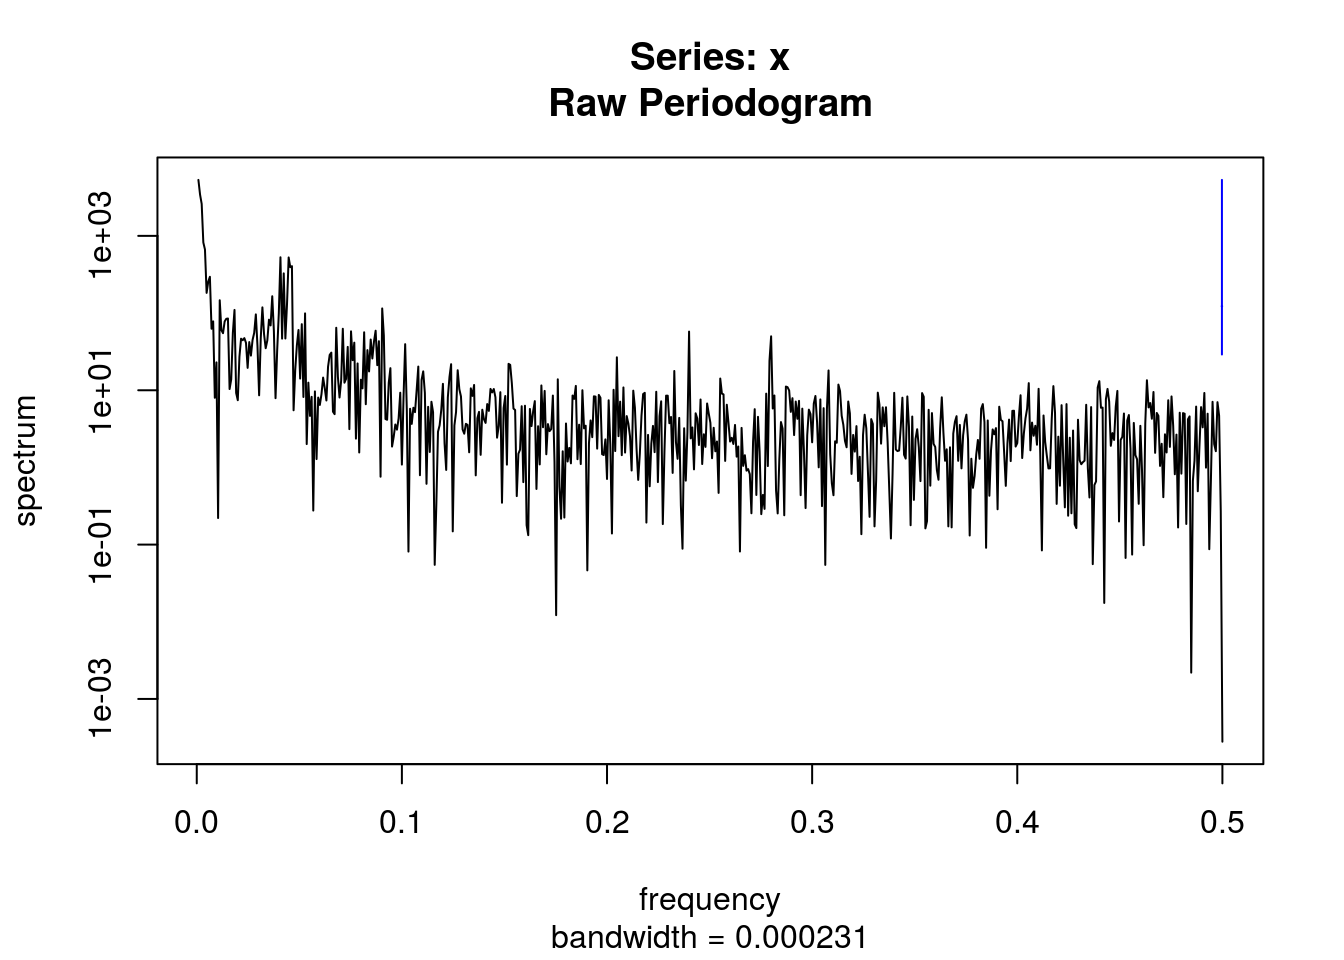 Series: x
Raw Periodogram
spectrum
1e+03
1e+01
1e-01
1e-03
0.0 0.1 0.2 0.3 0.4 0.5
frequency
bandwidth = 0.000231